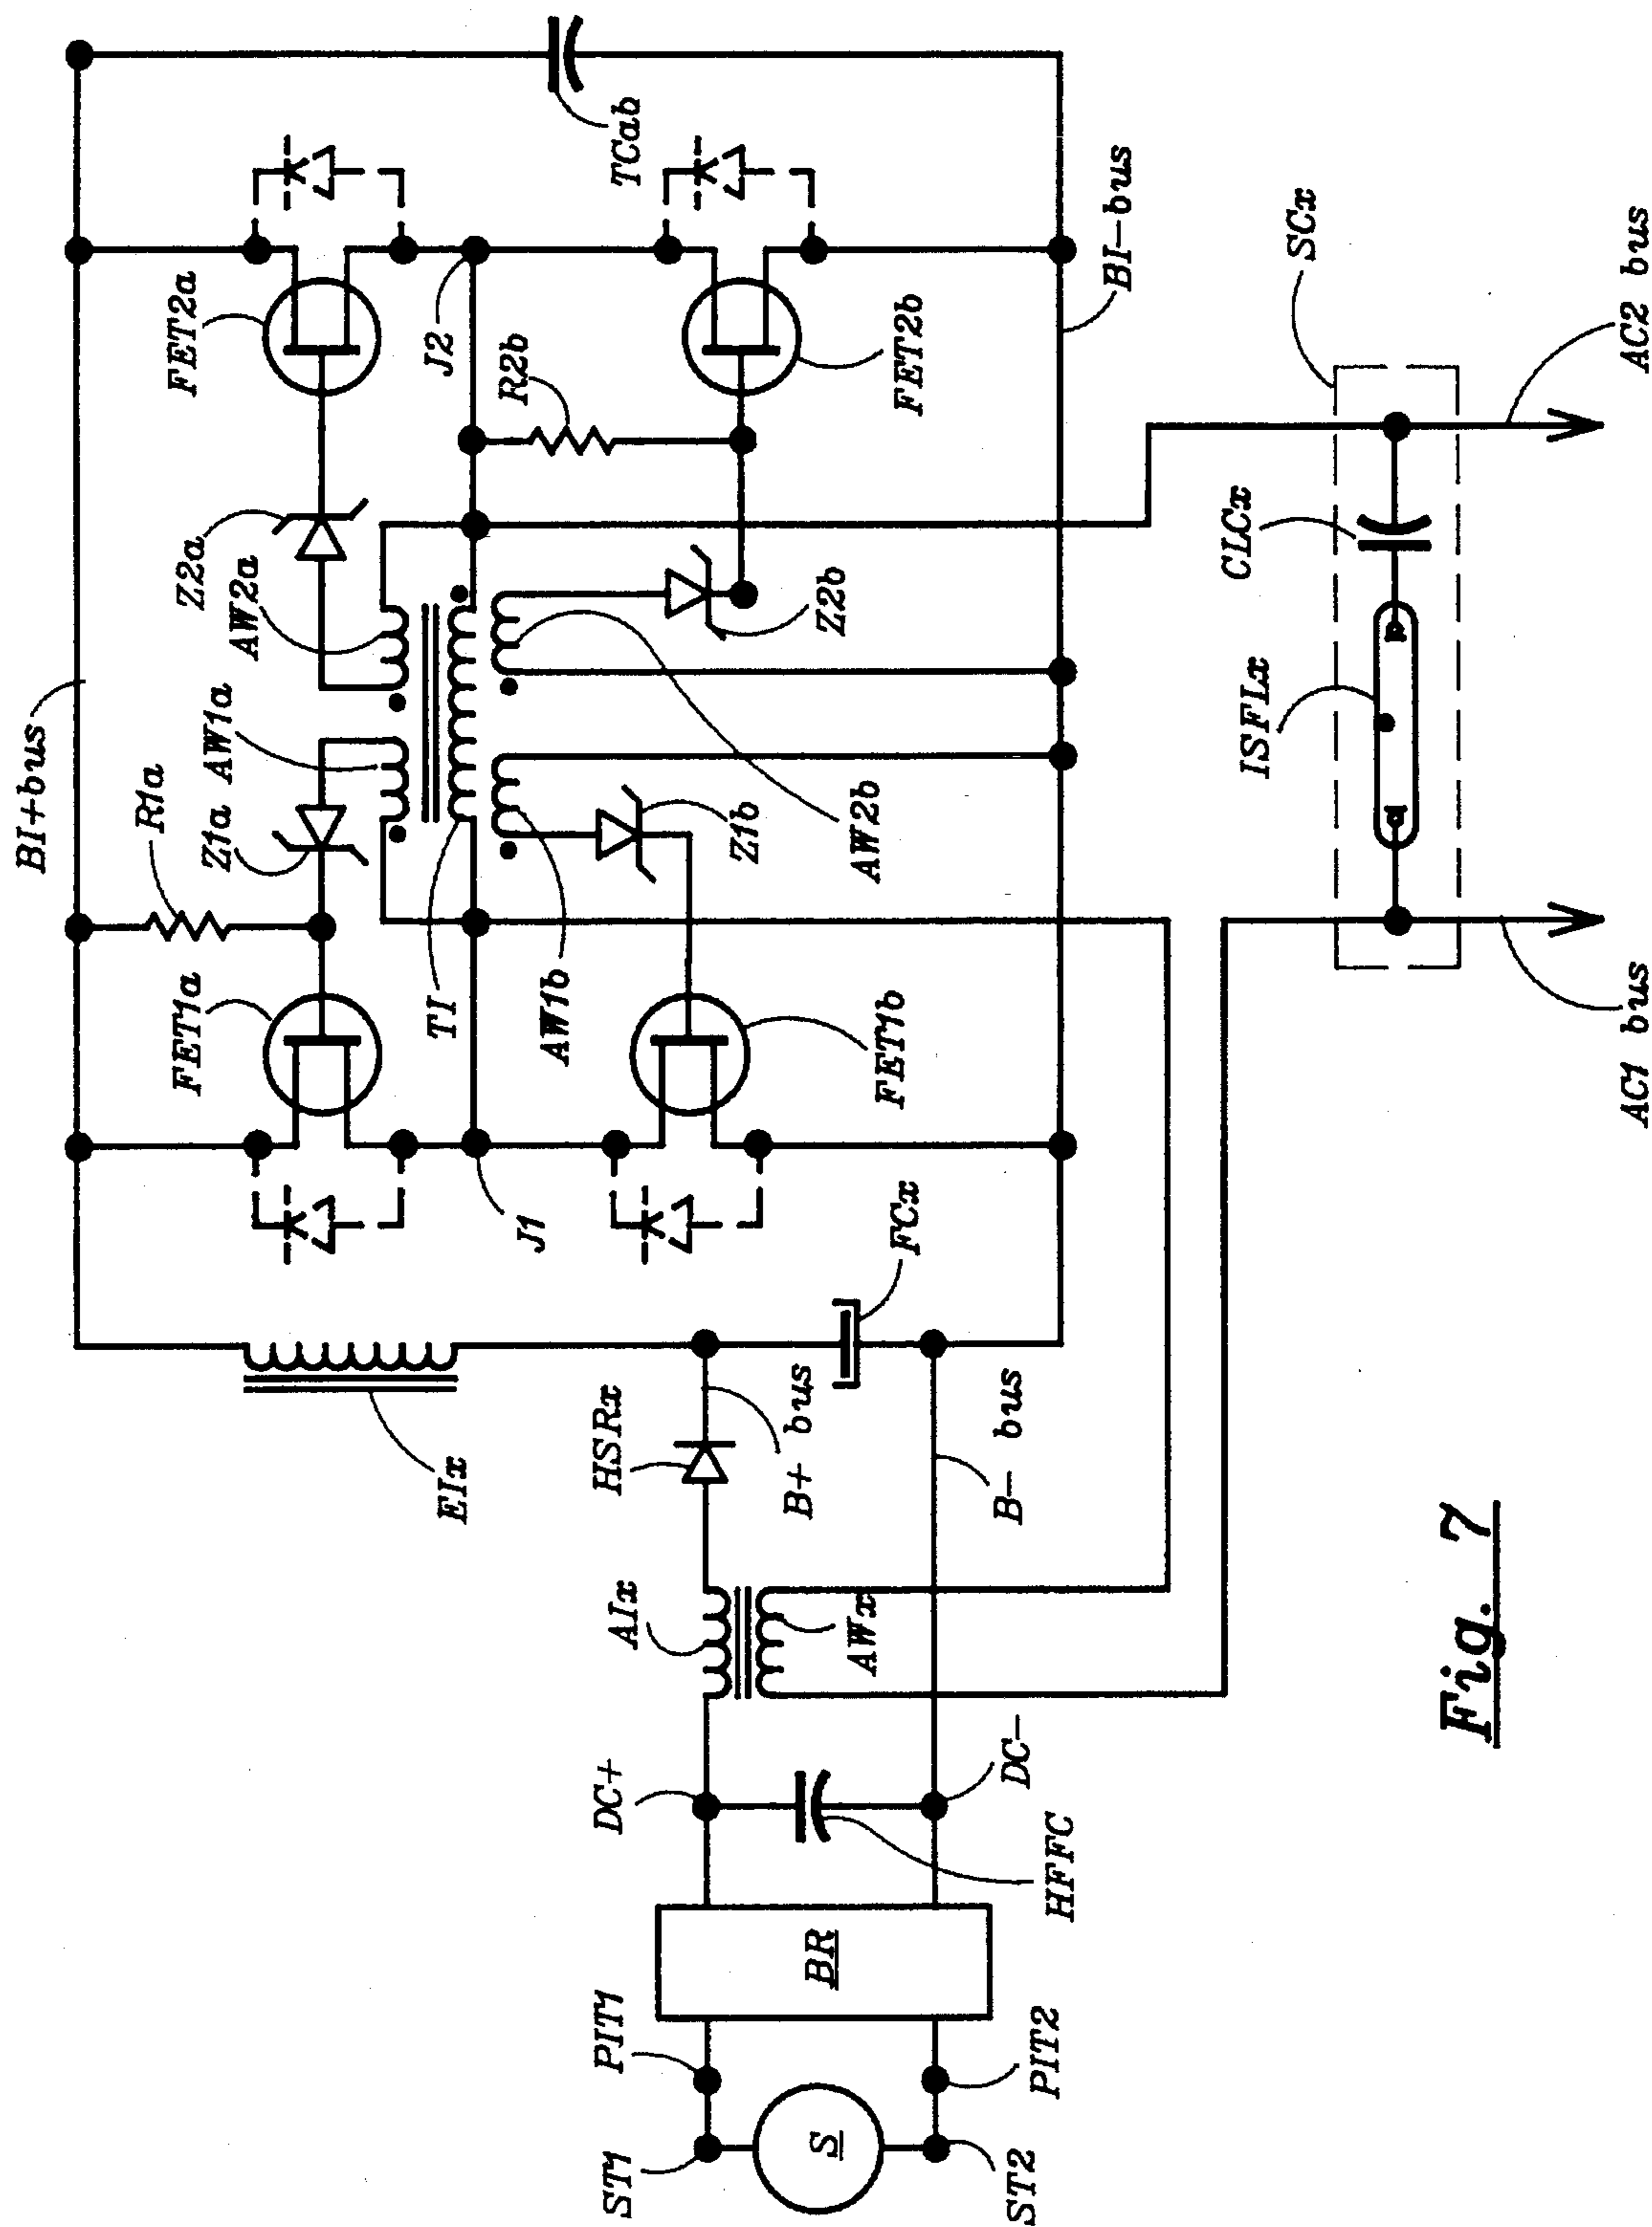 BI+bus
R1a
Z1a AW1a
Z2a
AW2a
FET1a
FET2a
TCab
TI
AW1b
J1
J2
R2b
Z1b
Z2b
AW2b
FET1b
FET2b
BI-bus
EIx
HSRx
B+ bus
FCx
B- bus
AIx
AWx
DC+
DC-
HFFC
BR
PIT1
PIT2
ST1
S
ST2
SCx
CLCx
ISFLx
AC1 bus
AC2 bus
Fig. 7